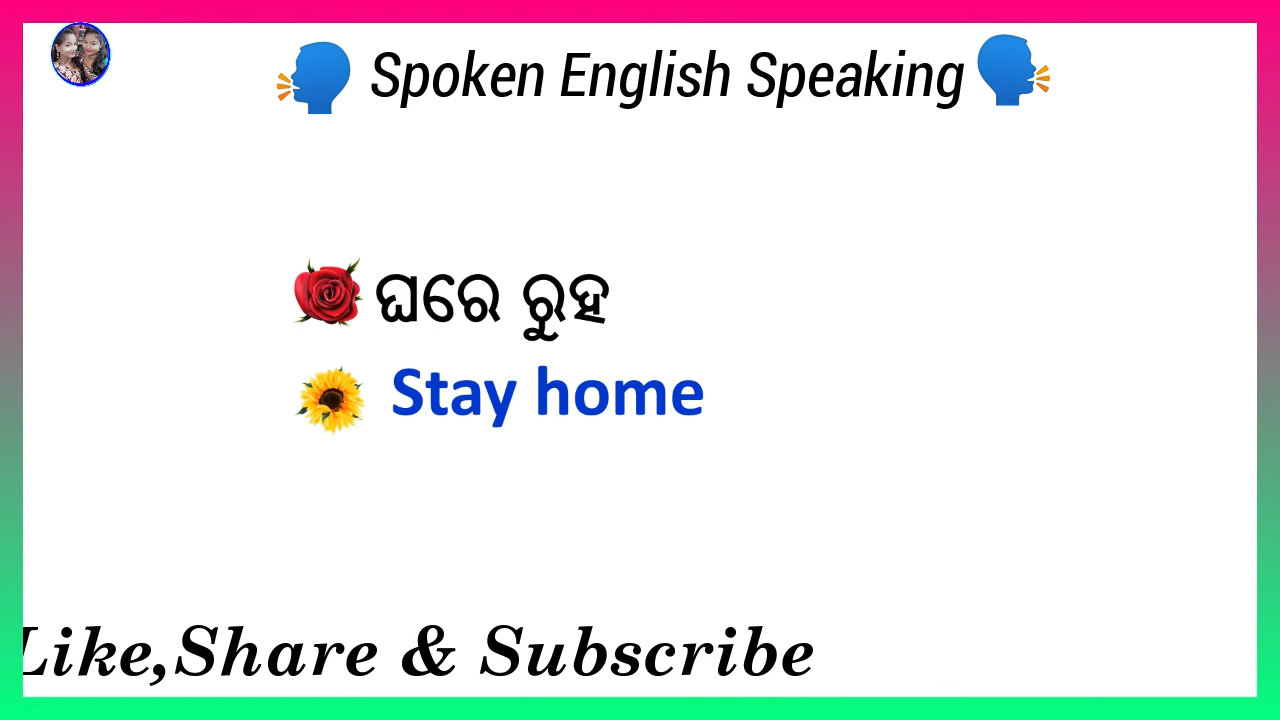 Spoken English Speaking
ଘରେ ରୁହ
Stay home
Like,Share & Subscribe